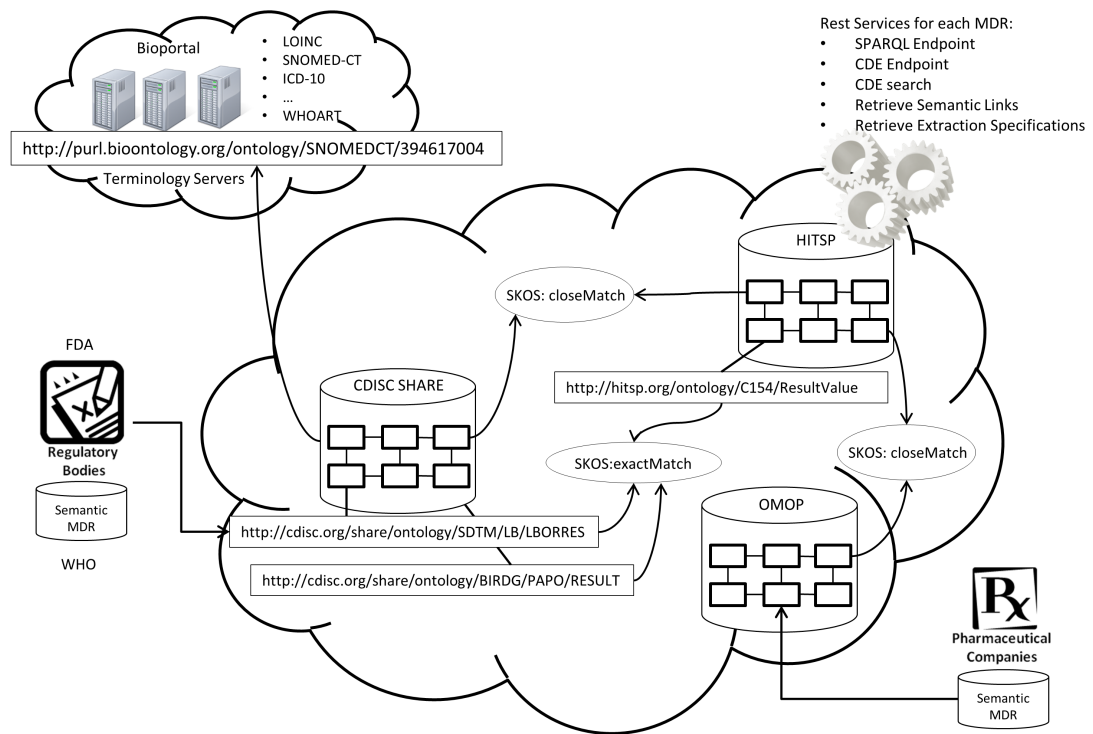 Bioportal
• LOINC
• SNOMED-CT
• ICD-10
• ...
• WHOART
http://purl.bioontology.org/ontology/SNOMEDCT/394617004
Terminology Servers
Rest Services for each MDR:
• SPARQL Endpoint
• CDE Endpoint
• CDE search
• Retrieve Semantic Links
• Retrieve Extraction Specifications
HITSP
SKOS: closeMatch
FDA
Regulatory
Bodies
Semantic
MDR
WHO
CDISC SHARE
http://hitsp.org/ontology/C154/ResultValue
SKOS:exactMatch
SKOS: closeMatch
OMOP
http://cdisc.org/share/ontology/SDTM/LB/LBORRES
http://cdisc.org/share/ontology/BIRDG/PAPO/RESULT
Rx
Pharmaceutical
Companies
Semantic
MDR